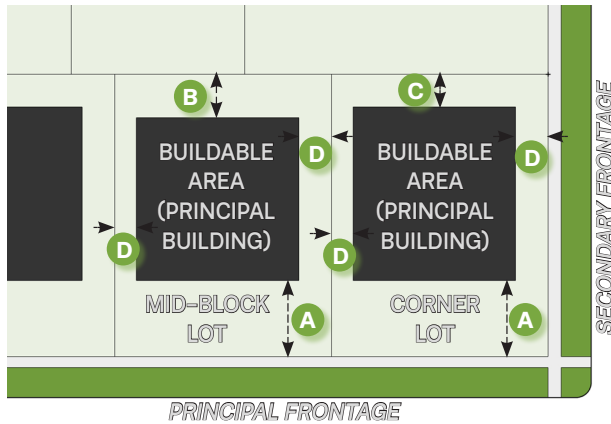 B
C
BUILDABLE
AREA
(PRINCIPAL
BUILDING)
D
BUILDABLE
AREA
(PRINCIPAL
BUILDING)
D
D
D
MID-BLOCK
LOT
A
CORNER
LOT
A
SECONDARY FRONTAGE
PRINCIPAL FRONTAGE